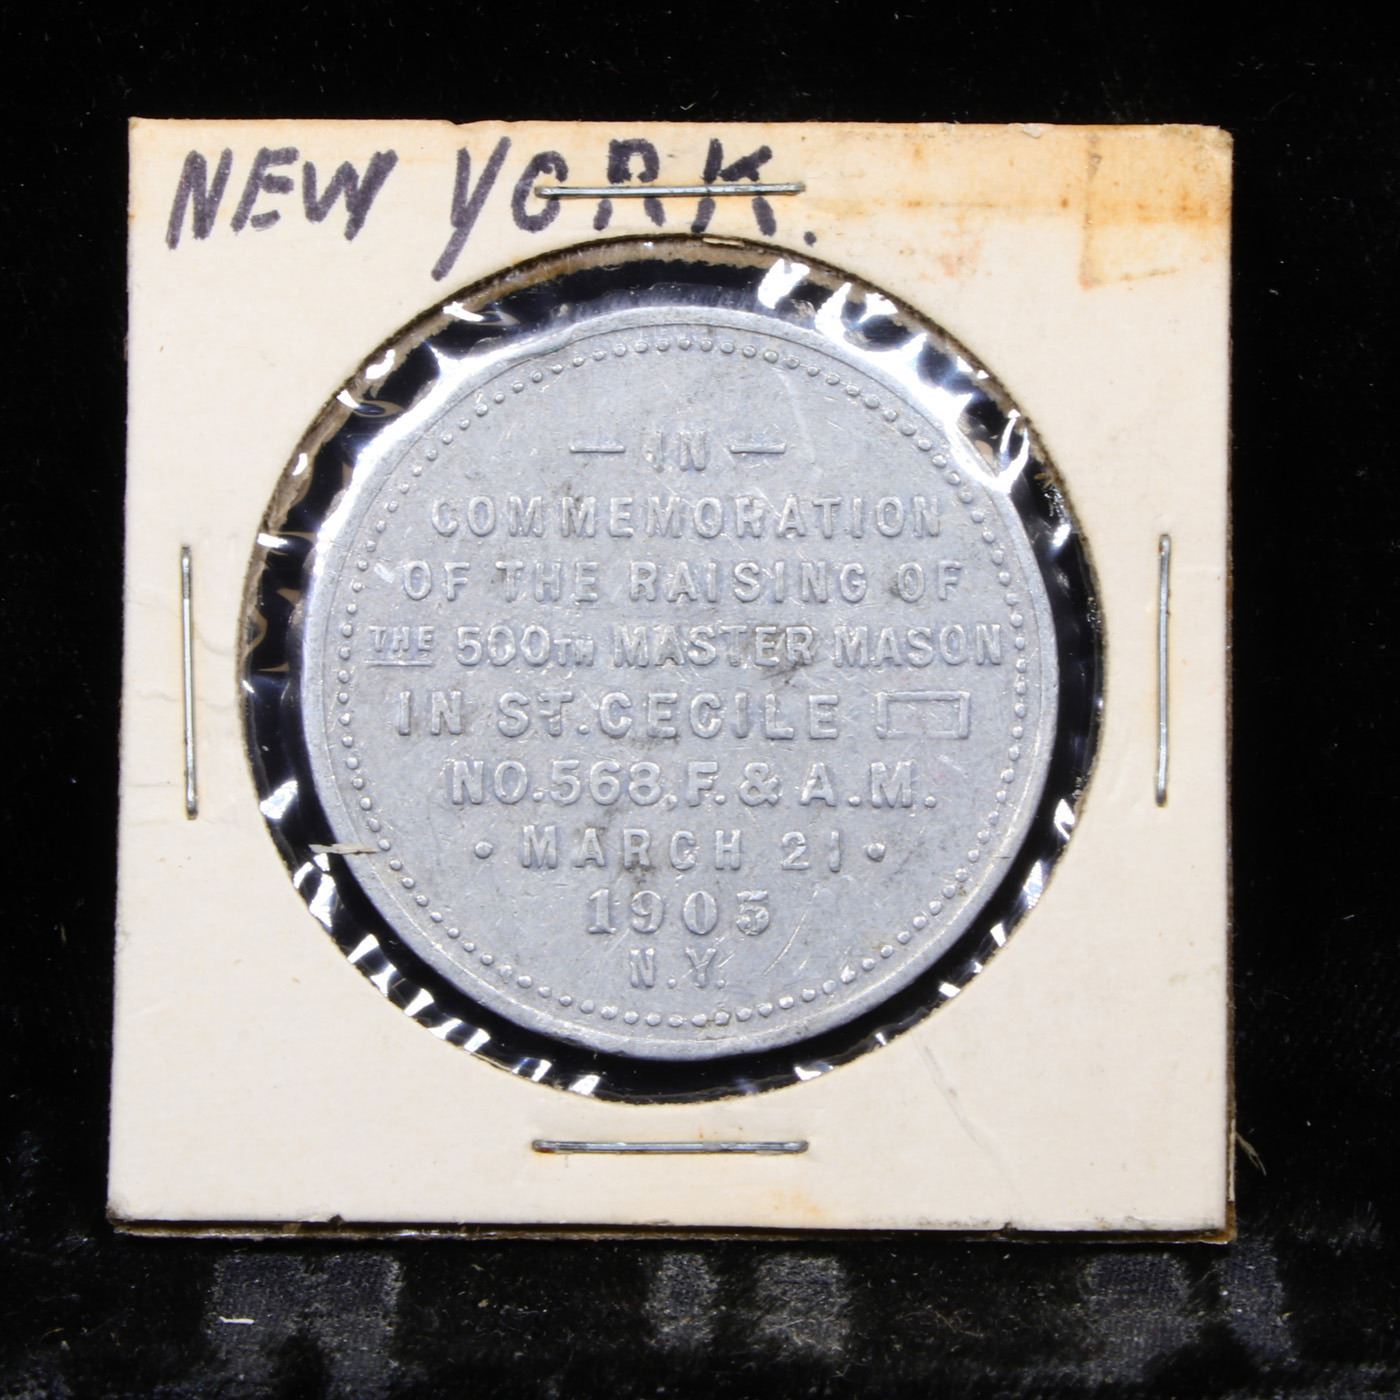 NEW YORK.
— IN —
COMMEMORATION
OF THE RAISING OF
THE 500TH MASTER MASON
IN ST. CECILE
NO. 568, F. & A. M.
• MARCH 21 •
1905
N.Y.